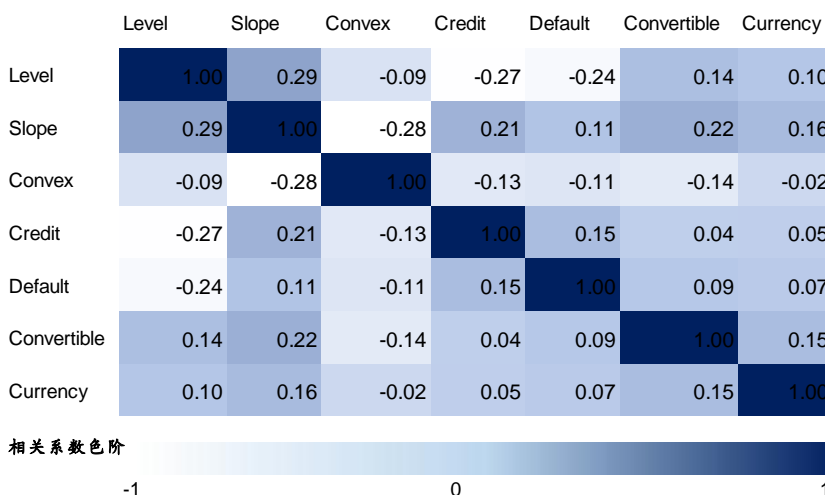 Level Slope Convex Credit Default Convertible Currency
Level 1.00 0.29 -0.09 -0.27 -0.24 0.14 0.10
Slope 0.29 1.00 -0.28 0.21 0.11 0.22 0.16
Convex -0.09 -0.28 1.00 -0.13 -0.11 -0.14 -0.02
Credit -0.27 0.21 -0.13 1.00 0.15 0.04 0.05
Default -0.24 0.11 -0.11 0.15 1.00 0.09 0.07
Convertible 0.14 0.22 -0.14 0.04 0.09 1.00 0.15
Currency 0.10 0.16 -0.02 0.05 0.07 0.15 1.00
相关系数色阶
-1 0 1